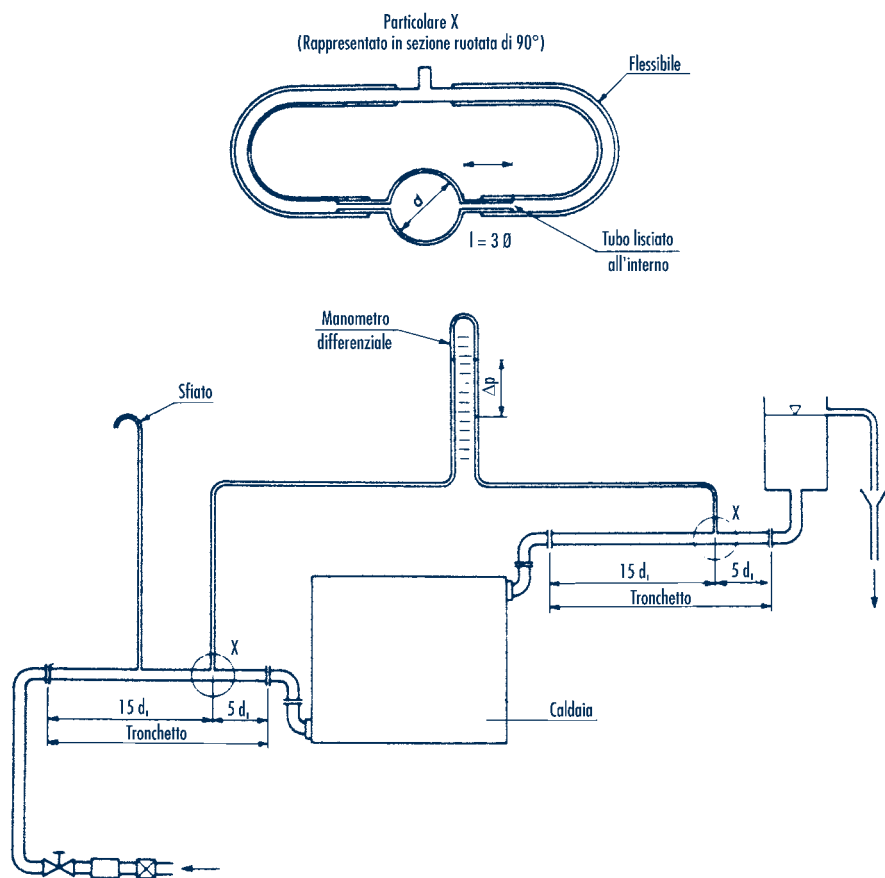 Particolare X
(Rappresentato in sezione ruotata di 90°)
Flessibile
d
l = 3 Ø
Tubo lisciato
all'interno
Manometro
differenziale
Δp
Sfiato
X
15 d₁
5 d₁
Tronchetto
X
15 d₁
5 d₁
Tronchetto
Caldaia